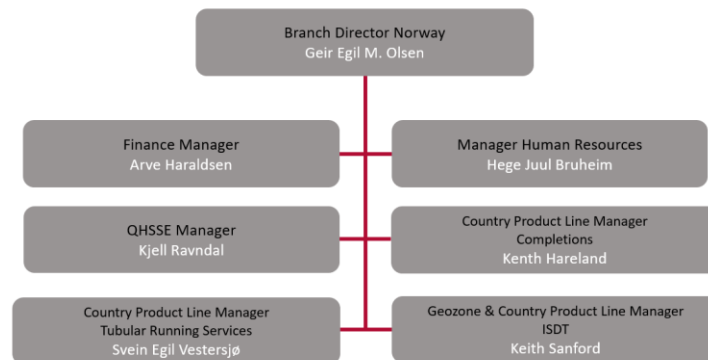 Branch Director Norway
Geir Egil M. Olsen
Finance Manager
Arve Haraldsen
Manager Human Resources
Hege Juul Bruheim
QHSSE Manager
Kjell Ravndal
Country Product Line Manager
Completions
Kenth Hareland
Country Product Line Manager
Tubular Running Services
Svein Egil Vestersjø
Geozone & Country Product Line Manager
ISDT
Keith Sanford